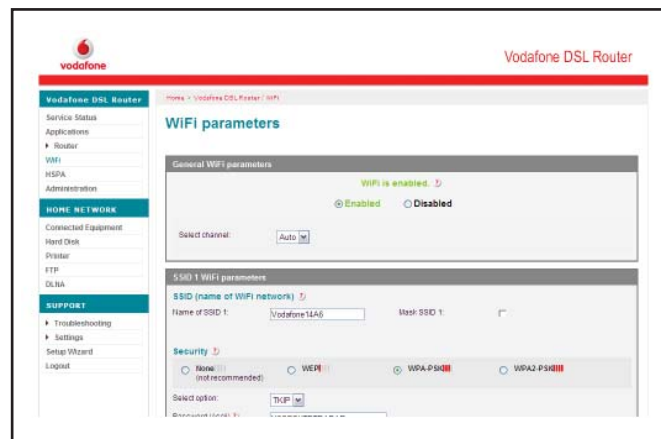 vodafone
Vodafone DSL Router
Vodafone DSL Router
Service Status
Applications
Router
WiFi
HSPA
Administration
HOME NETWORK
Connected Equipment
Hard Disk
Printer
FTP
DLNA
SUPPORT
Troubleshooting
Settings
Setup Wizard
Logout
Home > Vodafone DSL Router / WiFi
WiFi parameters
General WiFi parameters
WiFi is enabled.
Enabled Disabled
Select channel: Auto
SSID 1 WiFi parameters
SSID (name of WiFi network)
Name of SSID 1: Vodafone14A6 Mask SSID 1:
Security
None WEP WPA-PSK WPA2-PSK
(not recommended)
Select option: TKIP